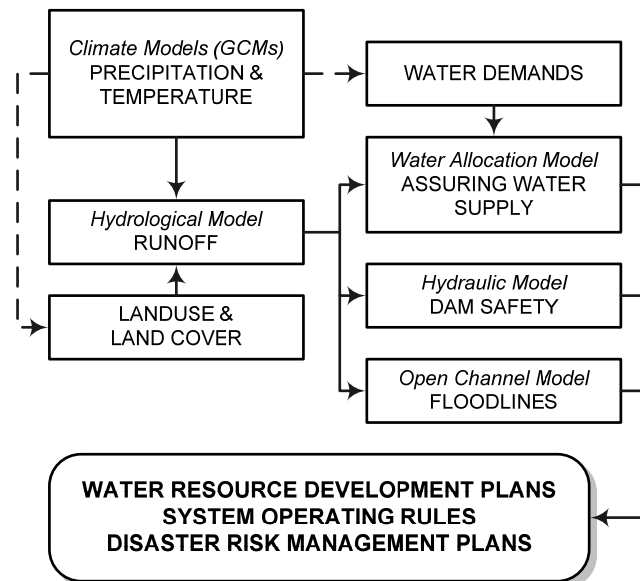 Climate Models (GCMs)
PRECIPITATION &
TEMPERATURE
WATER DEMANDS
Water Allocation Model
ASSURING WATER
SUPPLY
Hydrological Model
RUNOFF
Hydraulic Model
DAM SAFETY
LANDUSE &
LAND COVER
Open Channel Model
FLOODLINES
WATER RESOURCE DEVELOPMENT PLANS
SYSTEM OPERATING RULES
DISASTER RISK MANAGEMENT PLANS